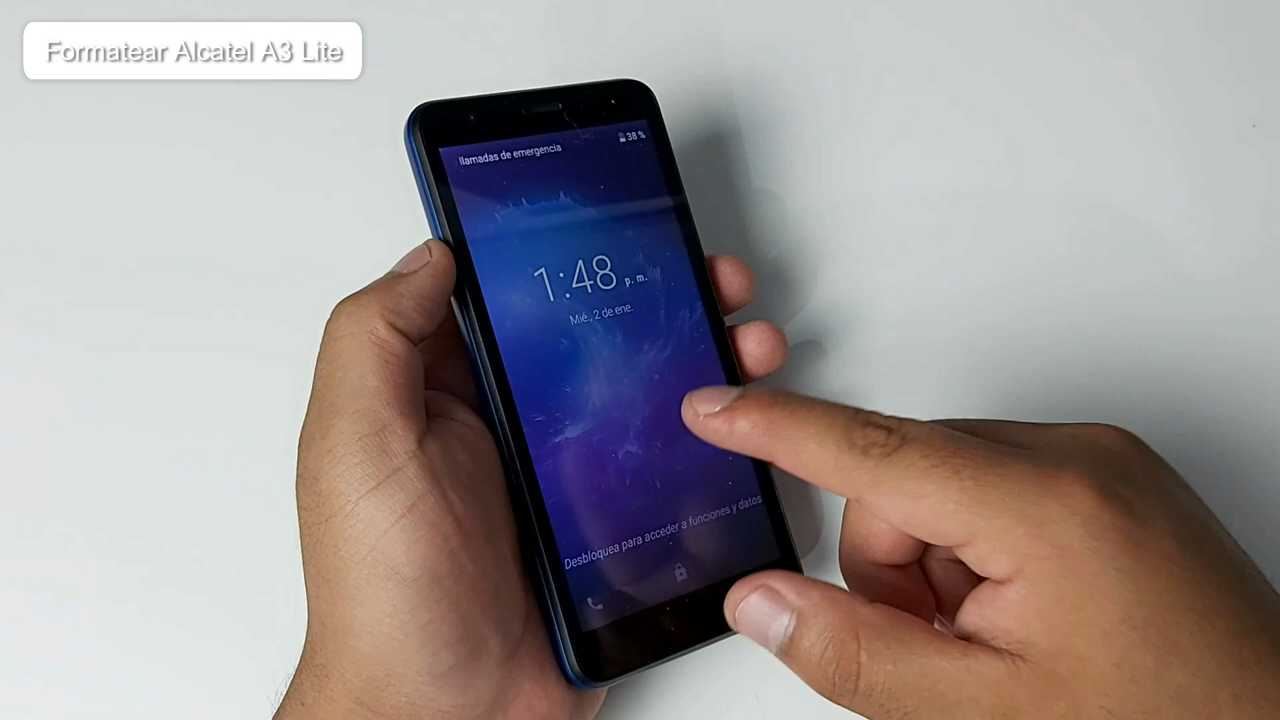 Formatear Alcatel A3 Lite
38 %
llamadas de emergencia
1:48 p. m.
Mié., 2 de ene.
Desbloquea para acceder a funciones y datos